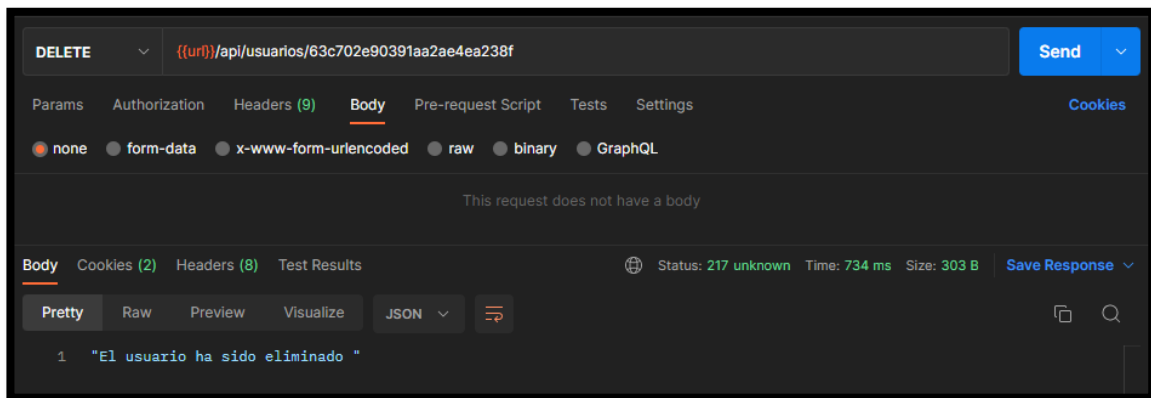 DELETE {{url}}/api/usuarios/63c702e90391aa2ae4ea238f Send
Params Authorization Headers (9) Body Pre-request Script Tests Settings Cookies
none form-data x-www-form-urlencoded raw binary GraphQL
This request does not have a body
Body Cookies (2) Headers (8) Test Results Status: 217 unknown Time: 734 ms Size: 303 B Save Response
Pretty Raw Preview Visualize JSON
1 "El usuario ha sido eliminado "